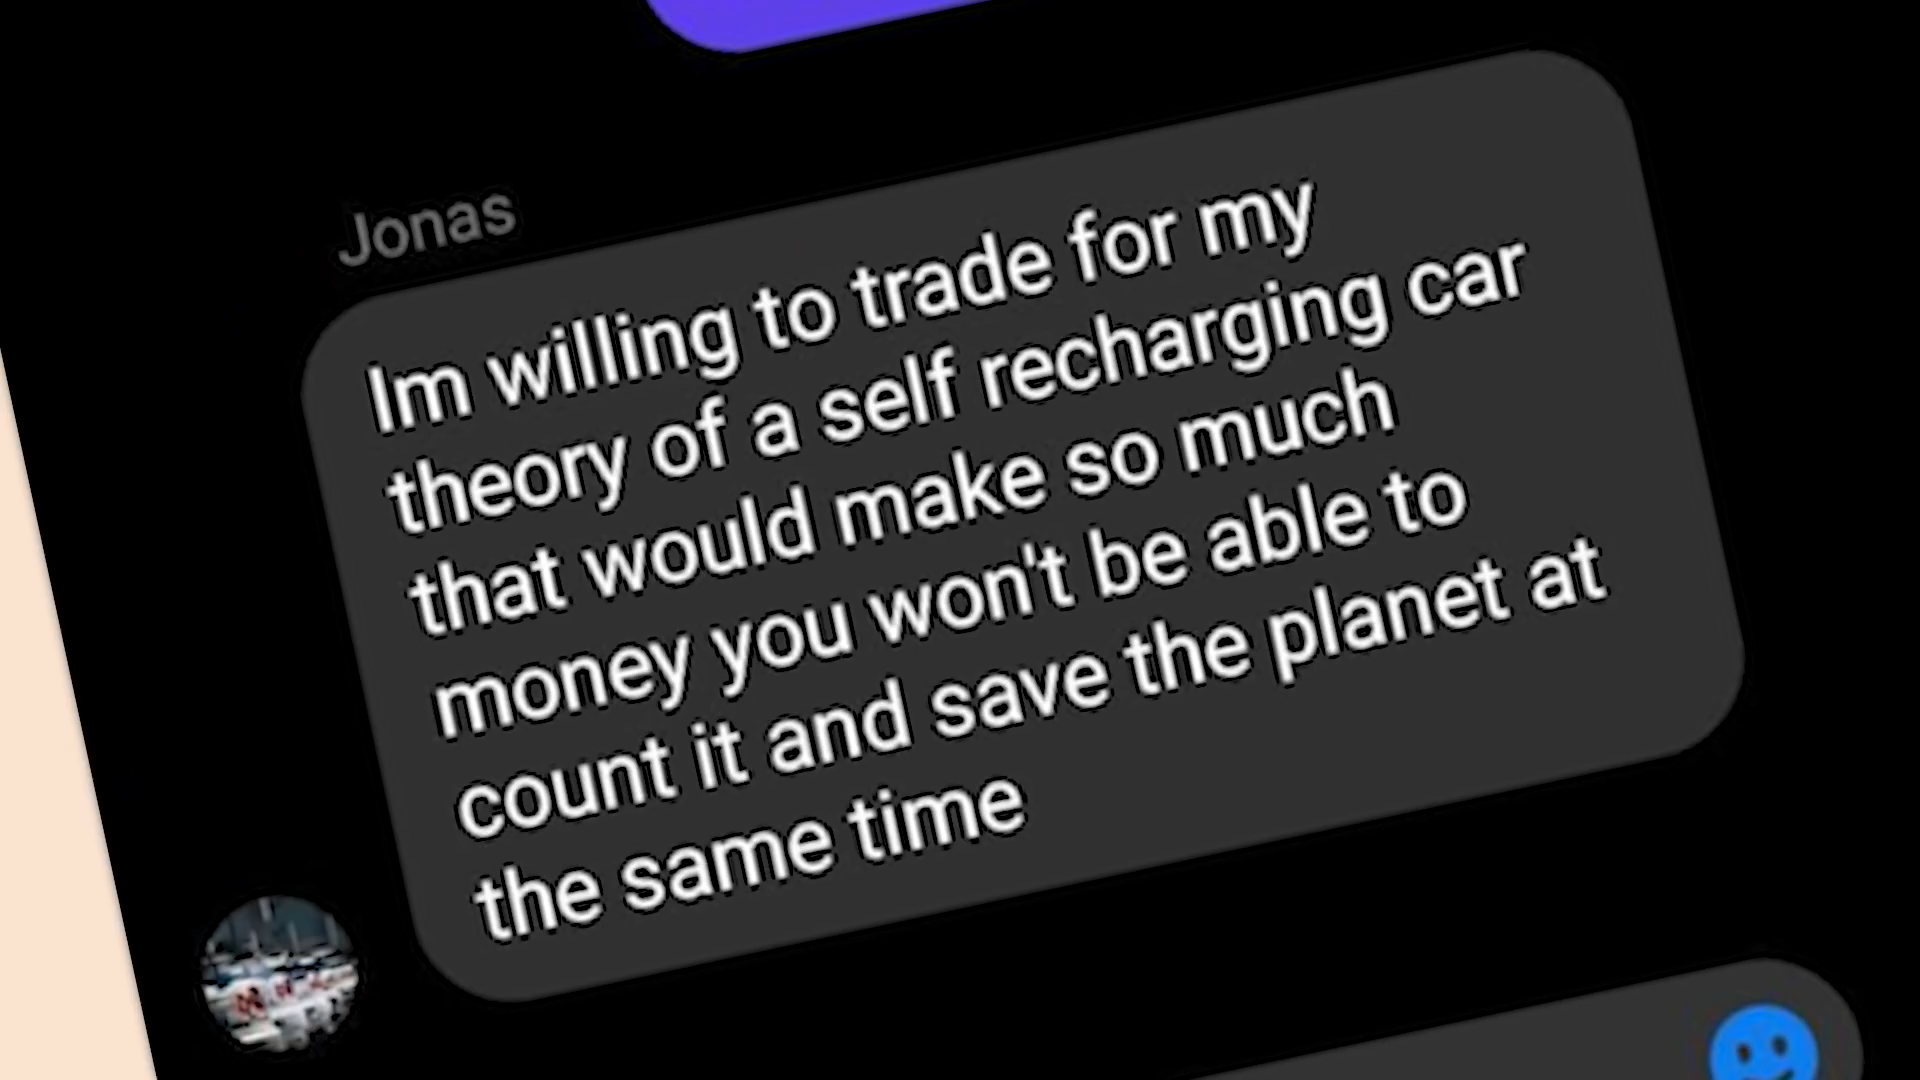 Jonas
Im willing to trade for my
theory of a self recharging car
that would make so much
money you won't be able to
count it and save the planet at
the same time